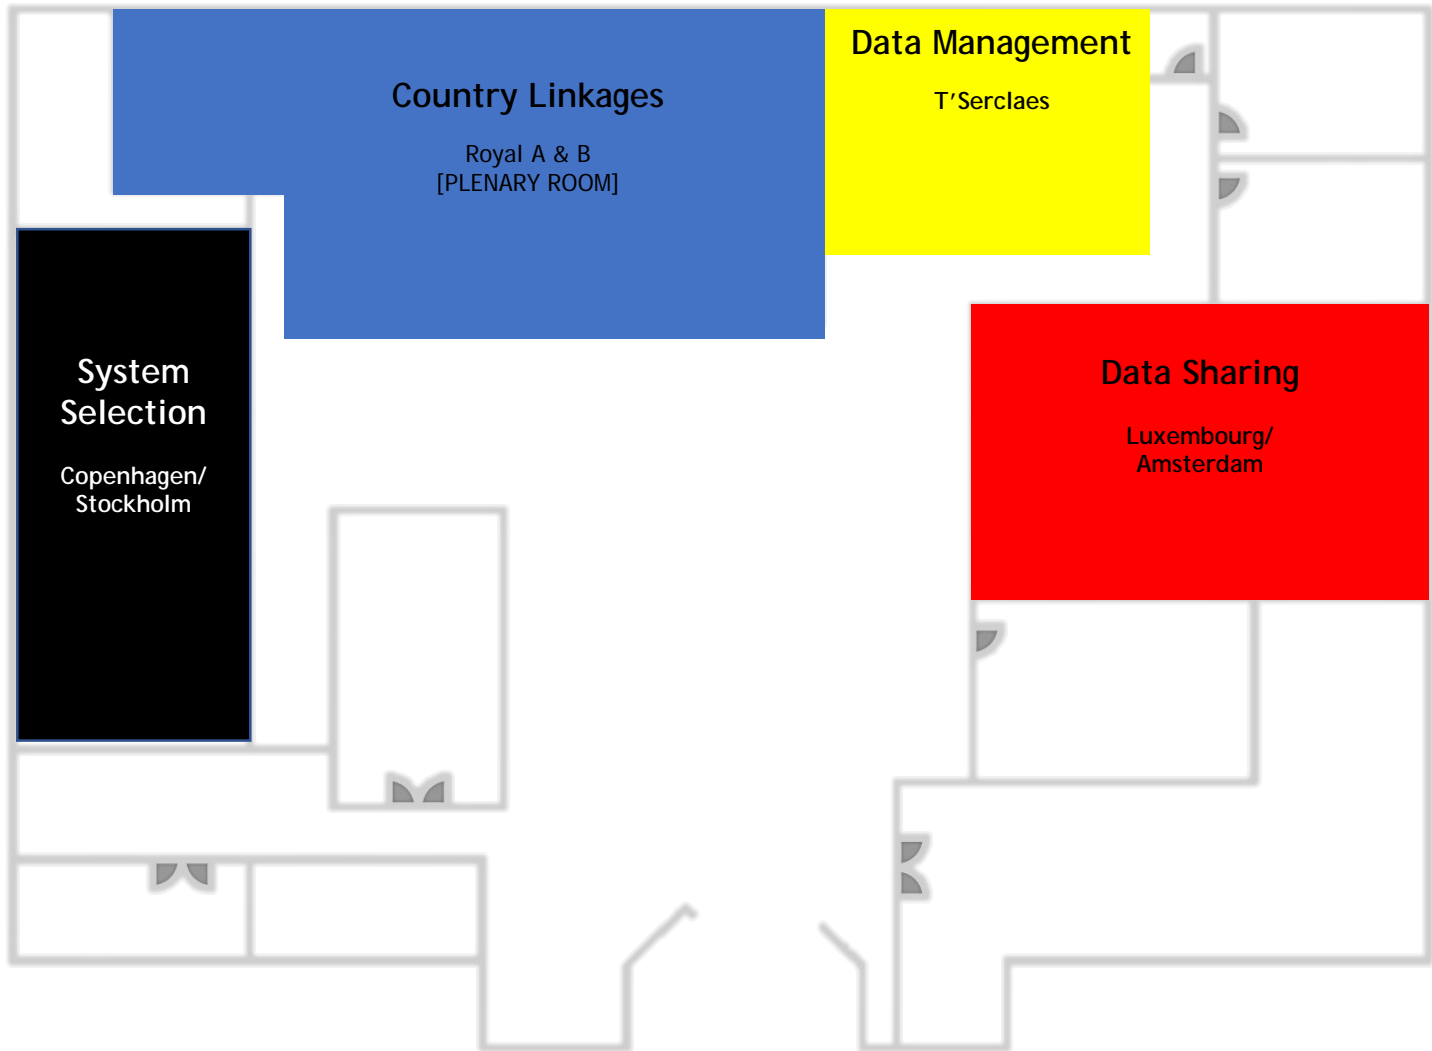 Country Linkages
Royal A & B
[PLENARY ROOM]
Data Management
T'Serclaes
System
Selection
Copenhagen/
Stockholm
Data Sharing
Luxembourg/
Amsterdam